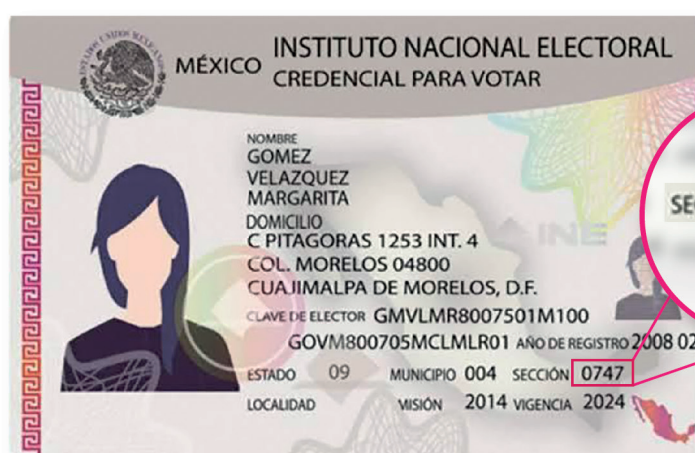 MÉXICO INSTITUTO NACIONAL ELECTORAL
CREDENCIAL PARA VOTAR
NOMBRE
GOMEZ
VELAZQUEZ
MARGARITA
DOMICILIO
C PITAGORAS 1253 INT. 4
COL. MORELOS 04800
CUAJIMALPA DE MORELOS, D.F.
INE
CLAVE DE ELECTOR GMVLMR8007501M100
GOVM800705MCLMLR01 AÑO DE REGISTRO 2008 02
ESTADO 09 MUNICIPIO 004 SECCIÓN 0747
LOCALIDAD MISIÓN 2014 VIGENCIA 2024